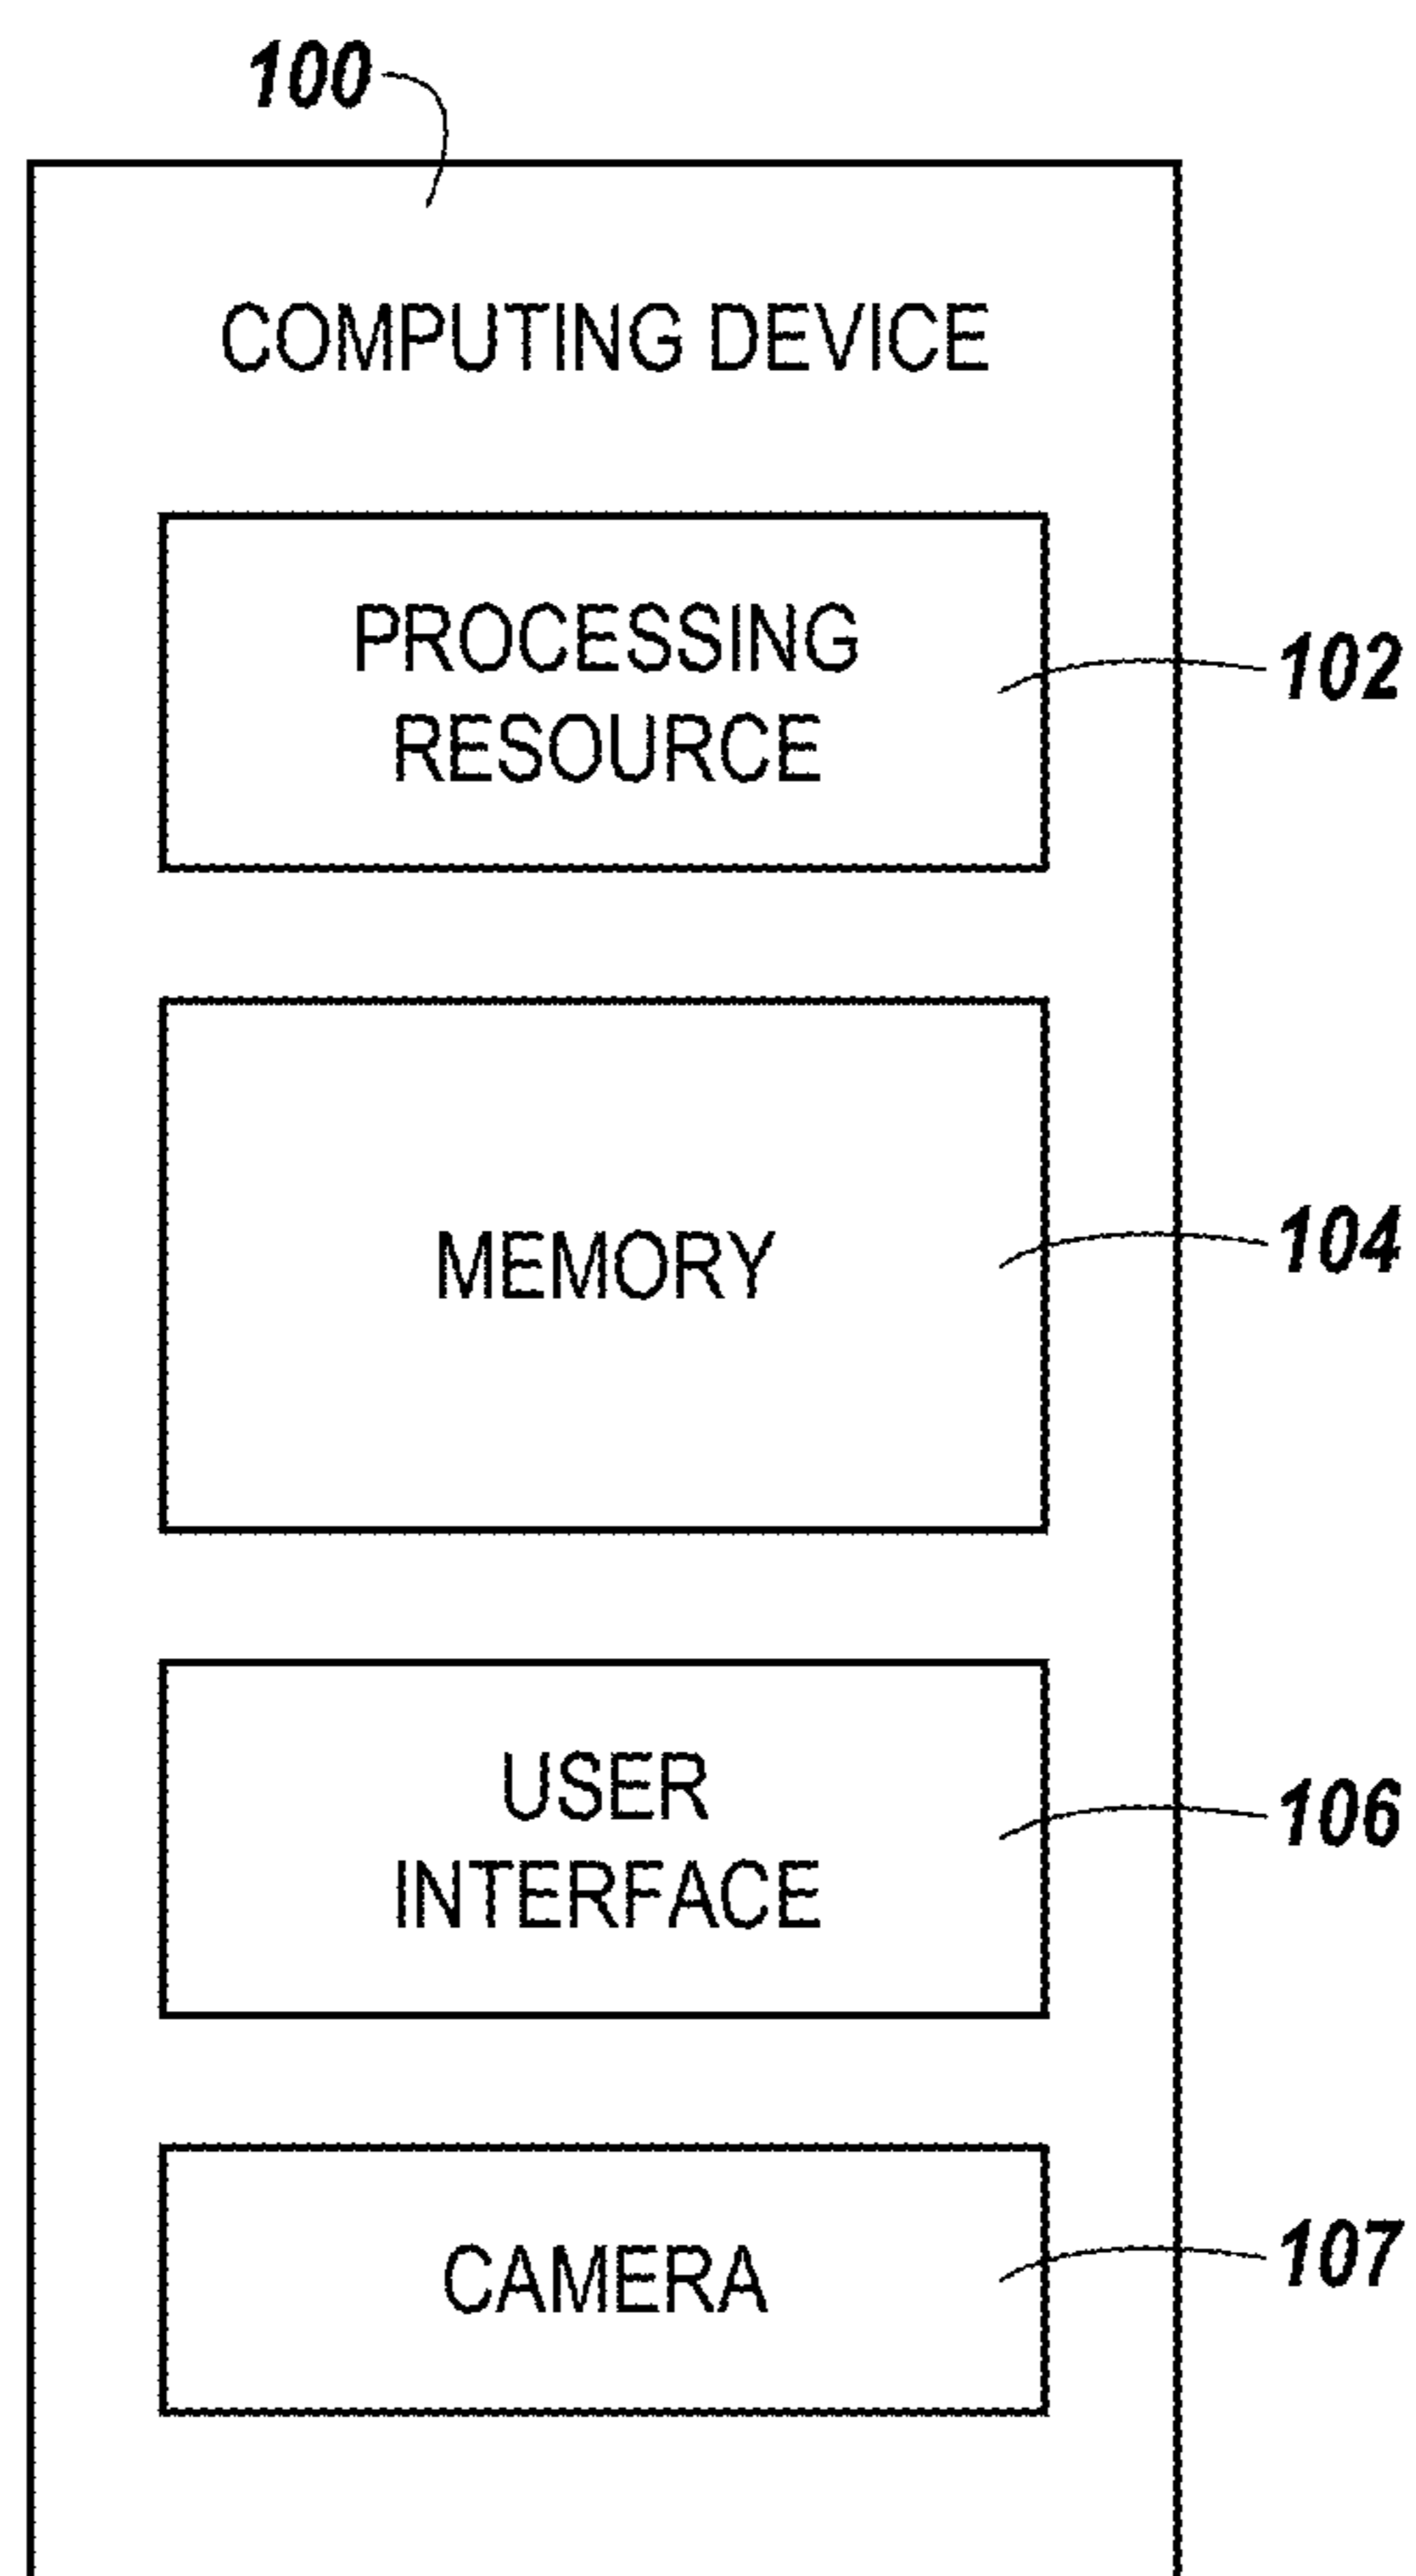 100
COMPUTING DEVICE
PROCESSING
RESOURCE
102
MEMORY
104
USER
INTERFACE
106
CAMERA
107